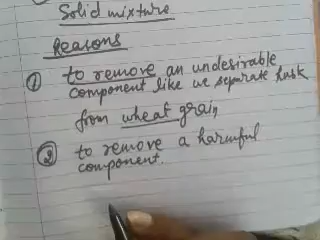 Solid mixture
Reasons
① to remove an undesirable
component like we separate husk
from wheat grain
② to remove a harmful
component.